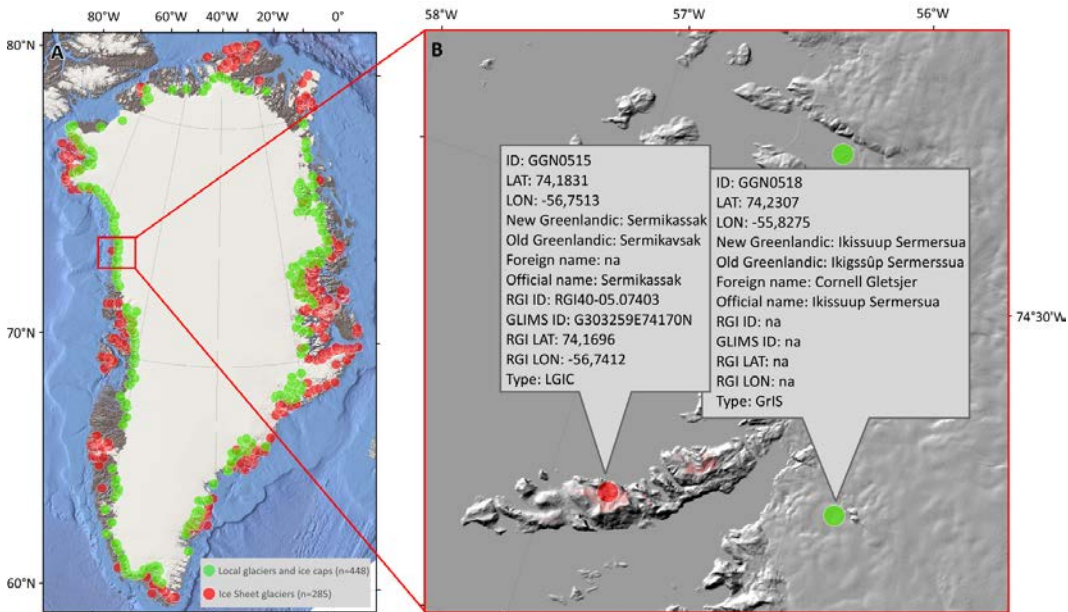 80°W 60°W 40°W 20°W 0°
58°W 57°W 56°W
A
B
80°N
70°N
60°N
74°30'N
Local glaciers and ice caps (n=448)
Ice Sheet glaciers (n=285)
ID: GGN0515
LAT: 74,1831
LON: -56,7513
New Greenlandic: Sermikassak
Old Greenlandic: Sermikavsak
Foreign name: na
Official name: Sermikassak
RGI ID: RGI40-05.07403
GLIMS ID: G303259E74170N
RGI LAT: 74,1696
RGI LON: -56,7412
Type: LGIC
ID: GGN0518
LAT: 74,2307
LON: -55,8275
New Greenlandic: Ikissuup Sermersua
Old Greenlandic: Ikigssûp Sermerssua
Foreign name: Cornell Gletsjer
Official name: Ikissuup Sermersua
RGI ID: na
GLIMS ID: na
RGI LAT: na
RGI LON: na
Type: GrIS